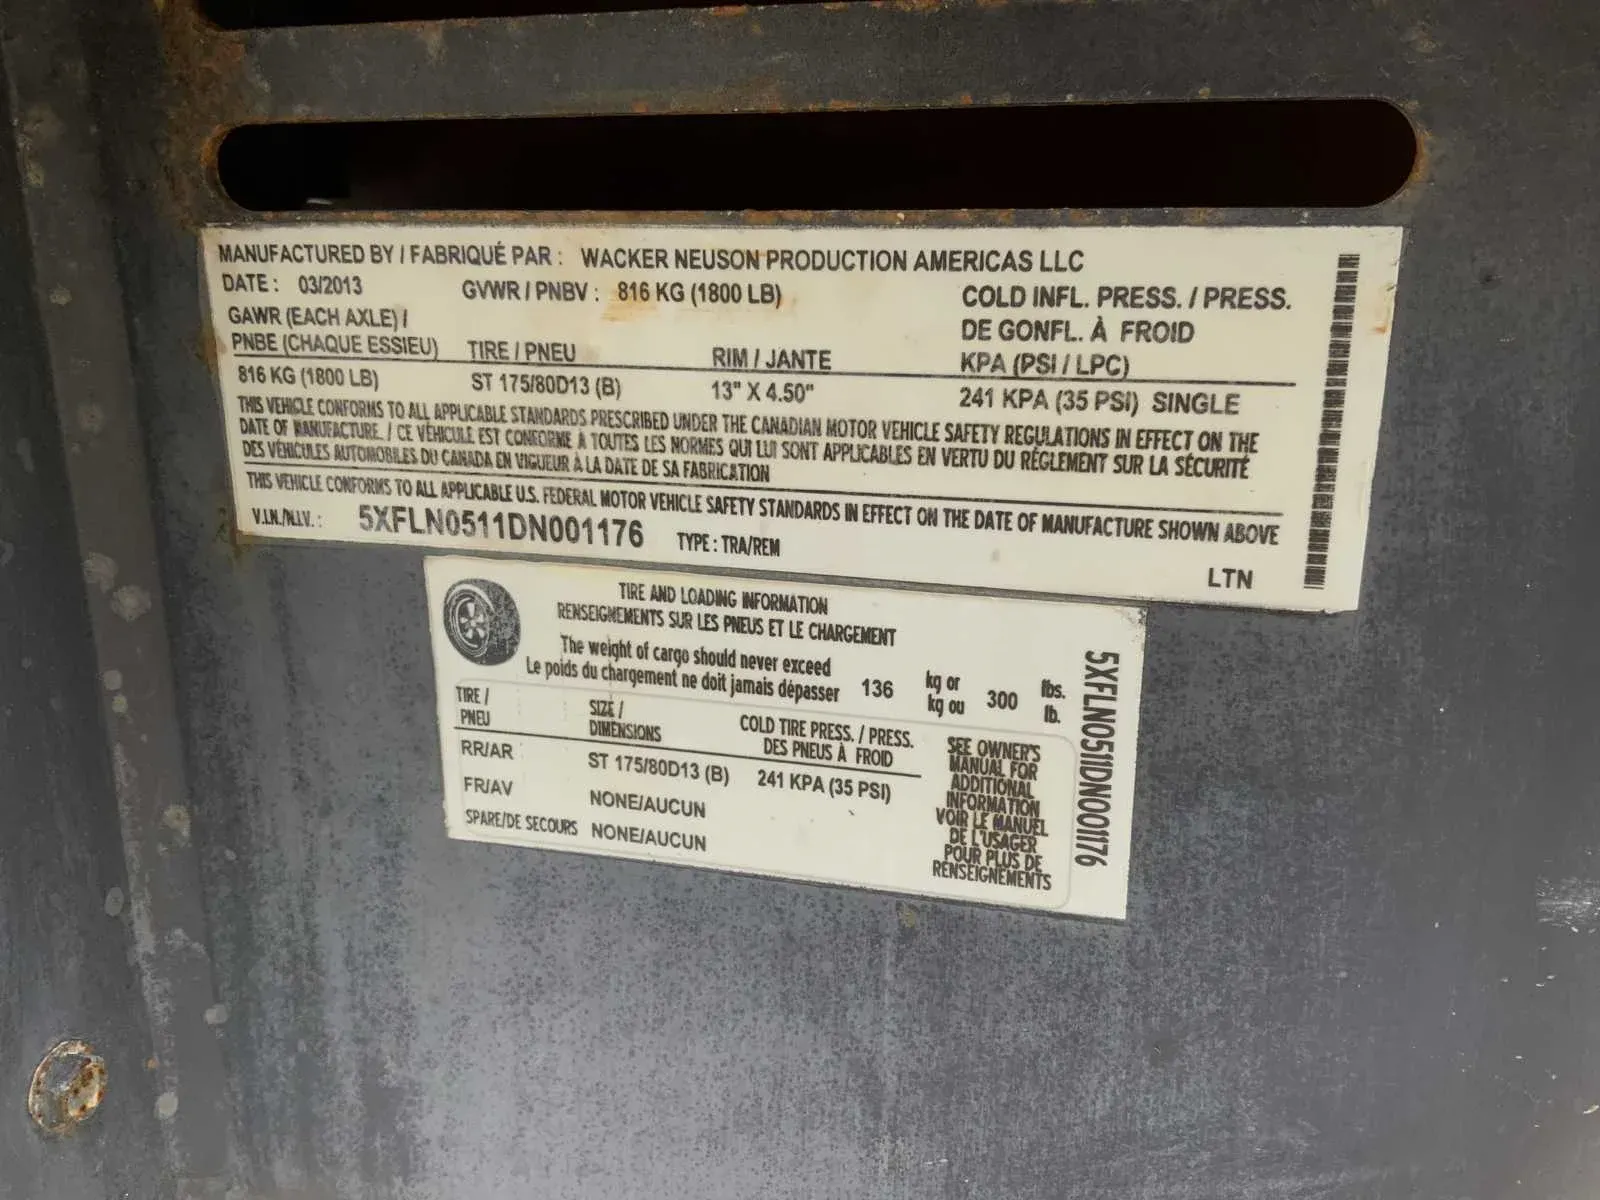 MANUFACTURED BY / FABRIQUÉ PAR : WACKER NEUSON PRODUCTION AMERICAS LLC
DATE : 03/2013 GVWR / PNBV : 816 KG (1800 LB)
COLD INFL. PRESS. / PRESS.
DE GONFL. À FROID
KPA (PSI / LPC)
GAWR (EACH AXLE) /
PNBE (CHAQUE ESSIEU) TIRE / PNEU RIM / JANTE
816 KG (1800 LB) ST 175/80D13 (B) 13" X 4.50" 241 KPA (35 PSI) SINGLE
THIS VEHICLE CONFORMS TO ALL APPLICABLE STANDARDS PRESCRIBED UNDER THE CANADIAN MOTOR VEHICLE SAFETY REGULATIONS IN EFFECT ON THE
DATE OF MANUFACTURE. / CE VÉHICULE EST CONFORME À TOUTES LES NORMES QUI LUI SONT APPLICABLES EN VERTU DU RÈGLEMENT SUR LA SÉCURITÉ
DES VÉHICULES AUTOMOBILES DU CANADA EN VIGUEUR À LA DATE DE SA FABRICATION
THIS VEHICLE CONFORMS TO ALL APPLICABLE U.S. FEDERAL MOTOR VEHICLE SAFETY STANDARDS IN EFFECT ON THE DATE OF MANUFACTURE SHOWN ABOVE
V.I.N./N.I.V. : 5XFLN0511DN001176 TYPE : TRA/REM
LTN
TIRE AND LOADING INFORMATION
RENSEIGNEMENTS SUR LES PNEUS ET LE CHARGEMENT
The weight of cargo should never exceed
Le poids du chargement ne doit jamais dépasser 136 kg or
kg ou 300 lbs.
lb.
TIRE /
PNEU SIZE /
DIMENSIONS COLD TIRE PRESS. / PRESS.
DES PNEUS À FROID
RR/AR ST 175/80D13 (B) 241 KPA (35 PSI)
FR/AV NONE/AUCUN
SPARE/DE SECOURS NONE/AUCUN
SEE OWNER'S
MANUAL FOR
ADDITIONAL
INFORMATION
VOIR LE MANUEL
DE L'USAGER
POUR PLUS DE
RENSEIGNEMENTS
5XFLN0511DN001176